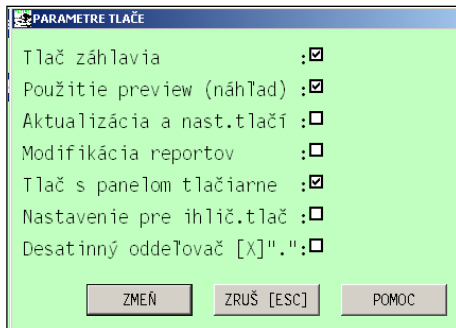 PARAMETRE TLAČE
Tlač záhlavia :
Použitie preview (náhľad) :
Aktualizácia a nast.tlačí :
Modifikácia reportov :
Tlač s panelom tlačiarne :
Nastavenie pre ihlič.tlač :
Desatinný oddeľovač [X]".":
ZMEŇ ZRUŠ [ESC] POMOC